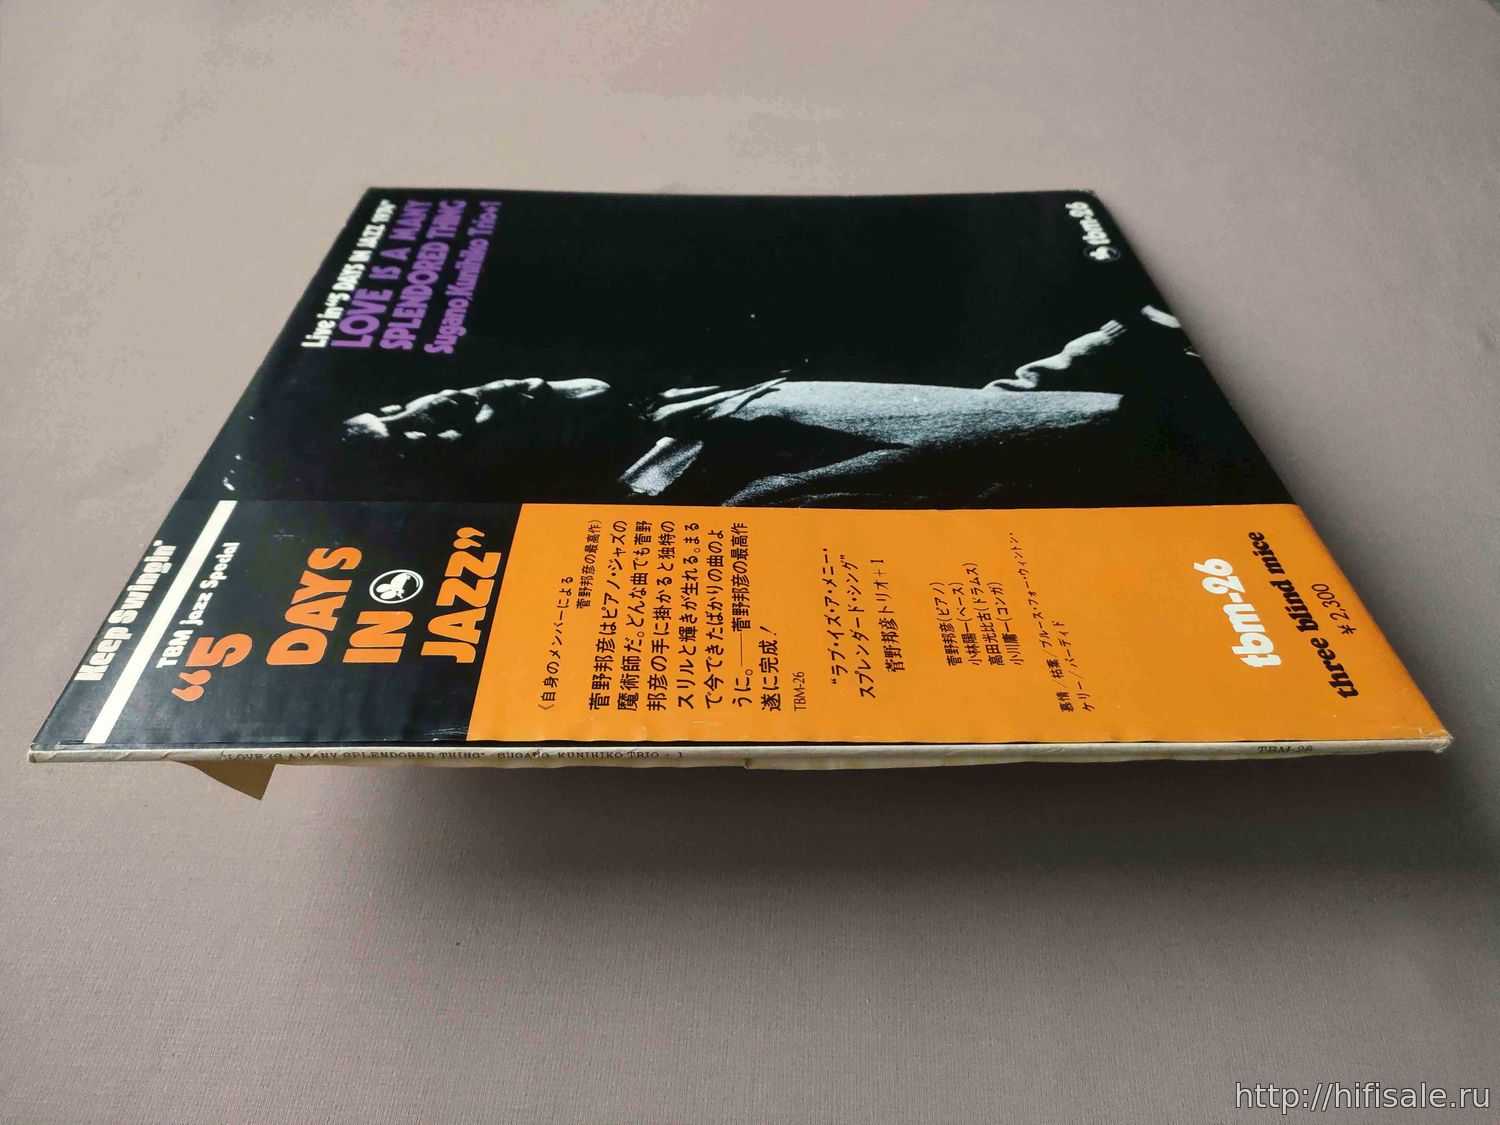 Live in "5 DAYS IN JAZZ 1974"
LOVE IS A MANY
SPLENDORED THING
Sugano, Kunihiko Trio+1
tbm-26
Keep Swingin'
TBM Jazz Special
"5
DAYS
IN
JAZZ"
《自身のメンバーによる
菅野邦彦の最高作》
菅野邦彦はピアノ・ジャズの
魔術師だ。どんな曲でも菅野
邦彦の手に掛かると独特の
スリルと輝きが生れる。まる
で今できたばかりの曲のよ
うに。——菅野邦彦の最高作
遂に完成!
TBM-26
"ラブ・イズ・ア・メニー・
スプレンダード・シング"
菅野邦彦トリオ+1
菅野邦彦(ピアノ)
小林陽一(ベース)
高田光比古(ドラムス)
小川庸一(コンガ)
慕情/枯葉/ブルース・フォー・ウィントン・
ケリー/パーディド
tbm-26
three blind mice
¥2,300
"LOVE IS A MANY SPLENDORED THING" SUGANO, KUNIHIKO TRIO + 1
TBM-26
http://hifisale.ru